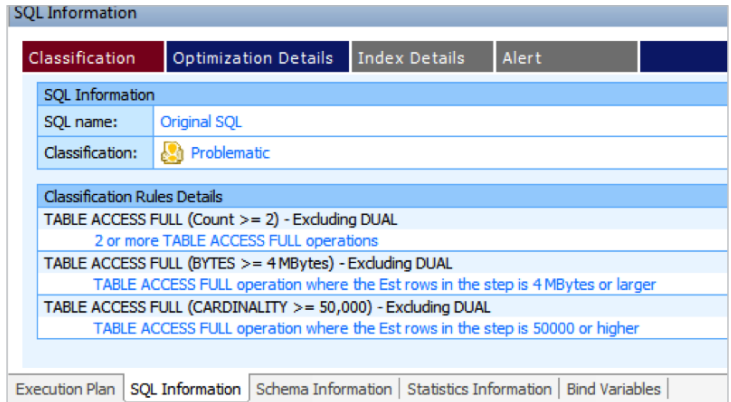 SQL Information
Classification Optimization Details Index Details Alert
SQL Information
SQL name: Original SQL
Classification: Problematic
Classification Rules Details
TABLE ACCESS FULL (Count >= 2) - Excluding DUAL
2 or more TABLE ACCESS FULL operations
TABLE ACCESS FULL (BYTES >= 4 MBytes) - Excluding DUAL
TABLE ACCESS FULL operation where the Est rows in the step is 4 MBytes or larger
TABLE ACCESS FULL (CARDINALITY >= 50,000) - Excluding DUAL
TABLE ACCESS FULL operation where the Est rows in the step is 50000 or higher
Execution Plan | SQL Information | Schema Information | Statistics Information | Bind Variables |